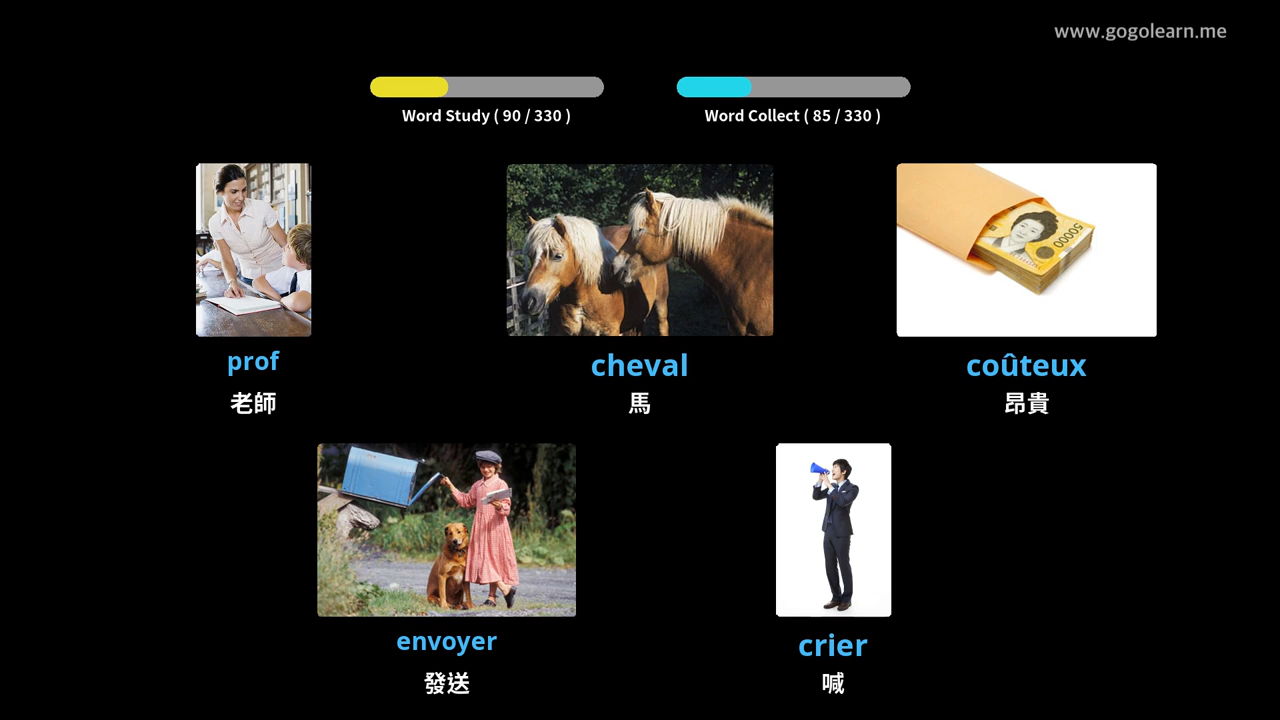 www.gogolearn.me
Word Study ( 90 / 330 )
Word Collect ( 85 / 330 )
50000
prof
老師
cheval
馬
coûteux
昂貴
envoyer
發送
crier
喊